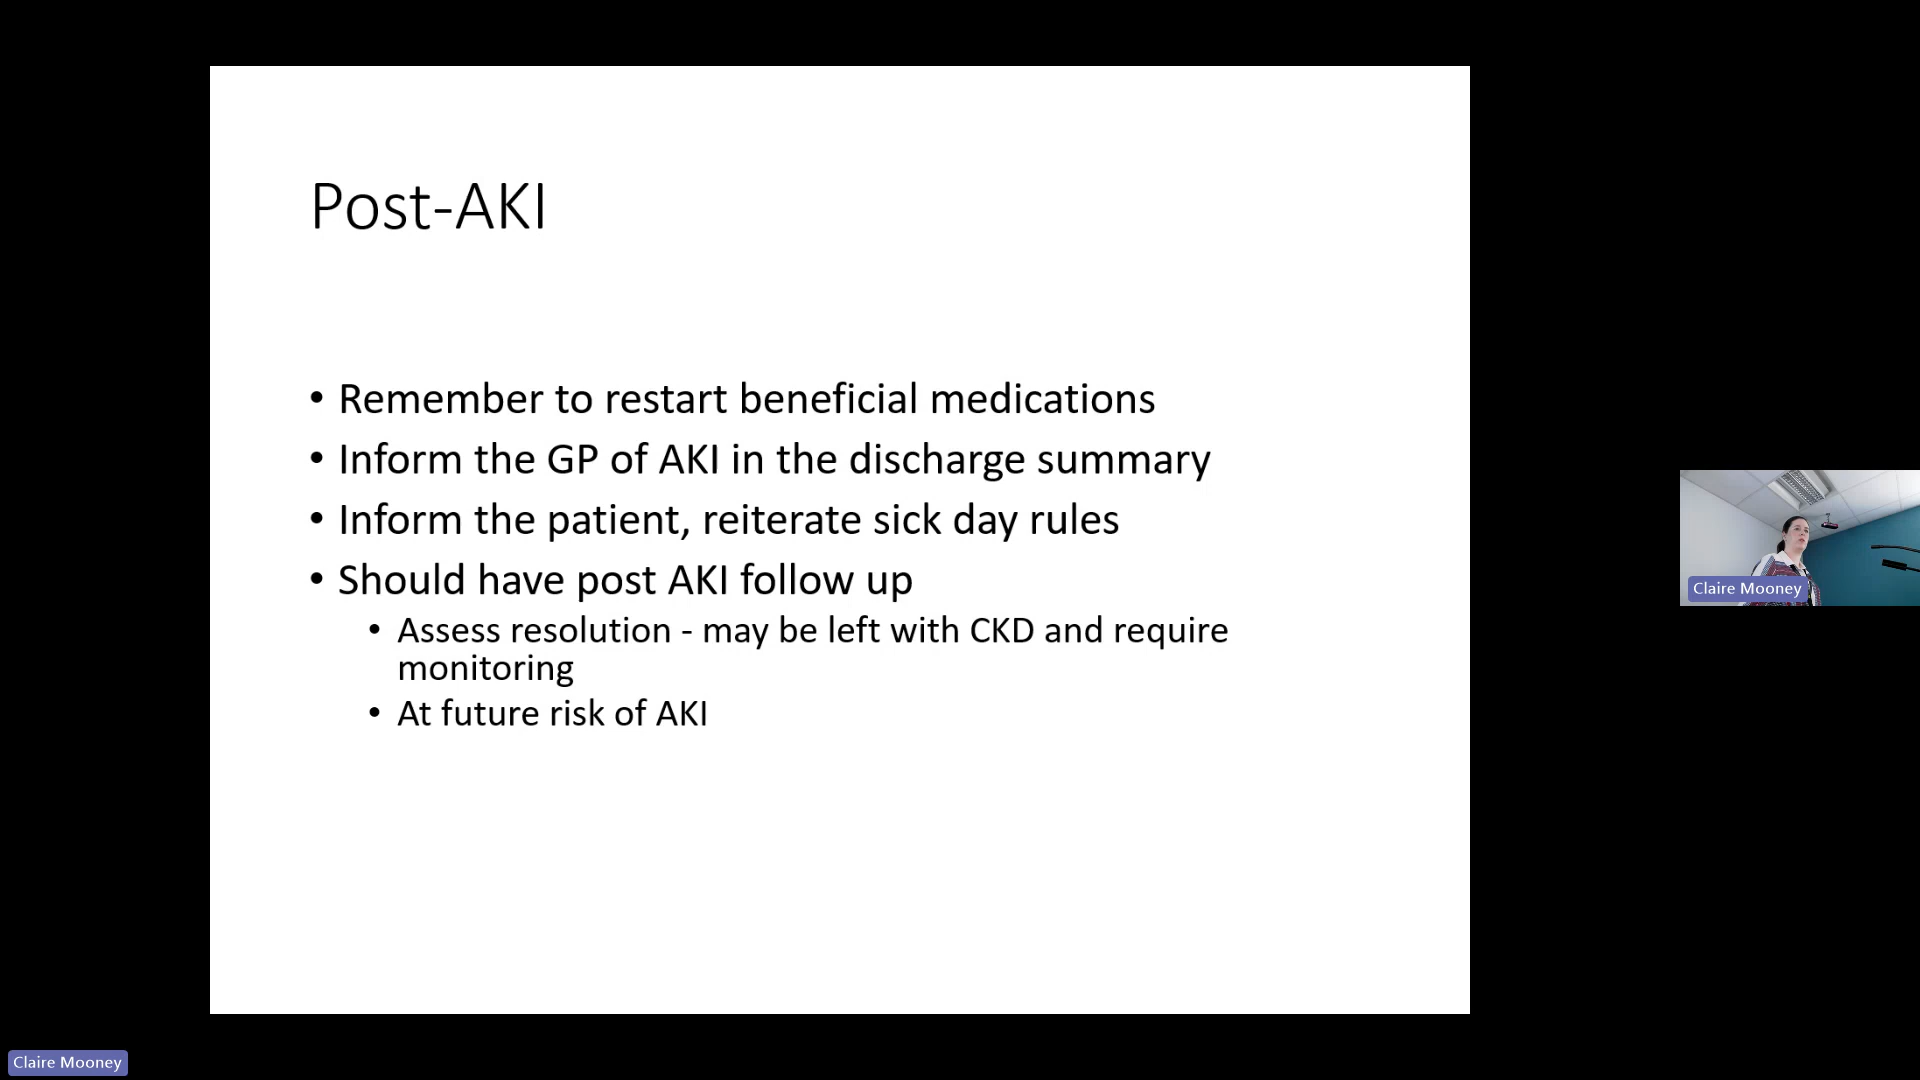 Post-AKI
• Remember to restart beneficial medications
• Inform the GP of AKI in the discharge summary
• Inform the patient, reiterate sick day rules
• Should have post AKI follow up
• Assess resolution - may be left with CKD and require
monitoring
• At future risk of AKI
Claire Mooney
Claire Mooney